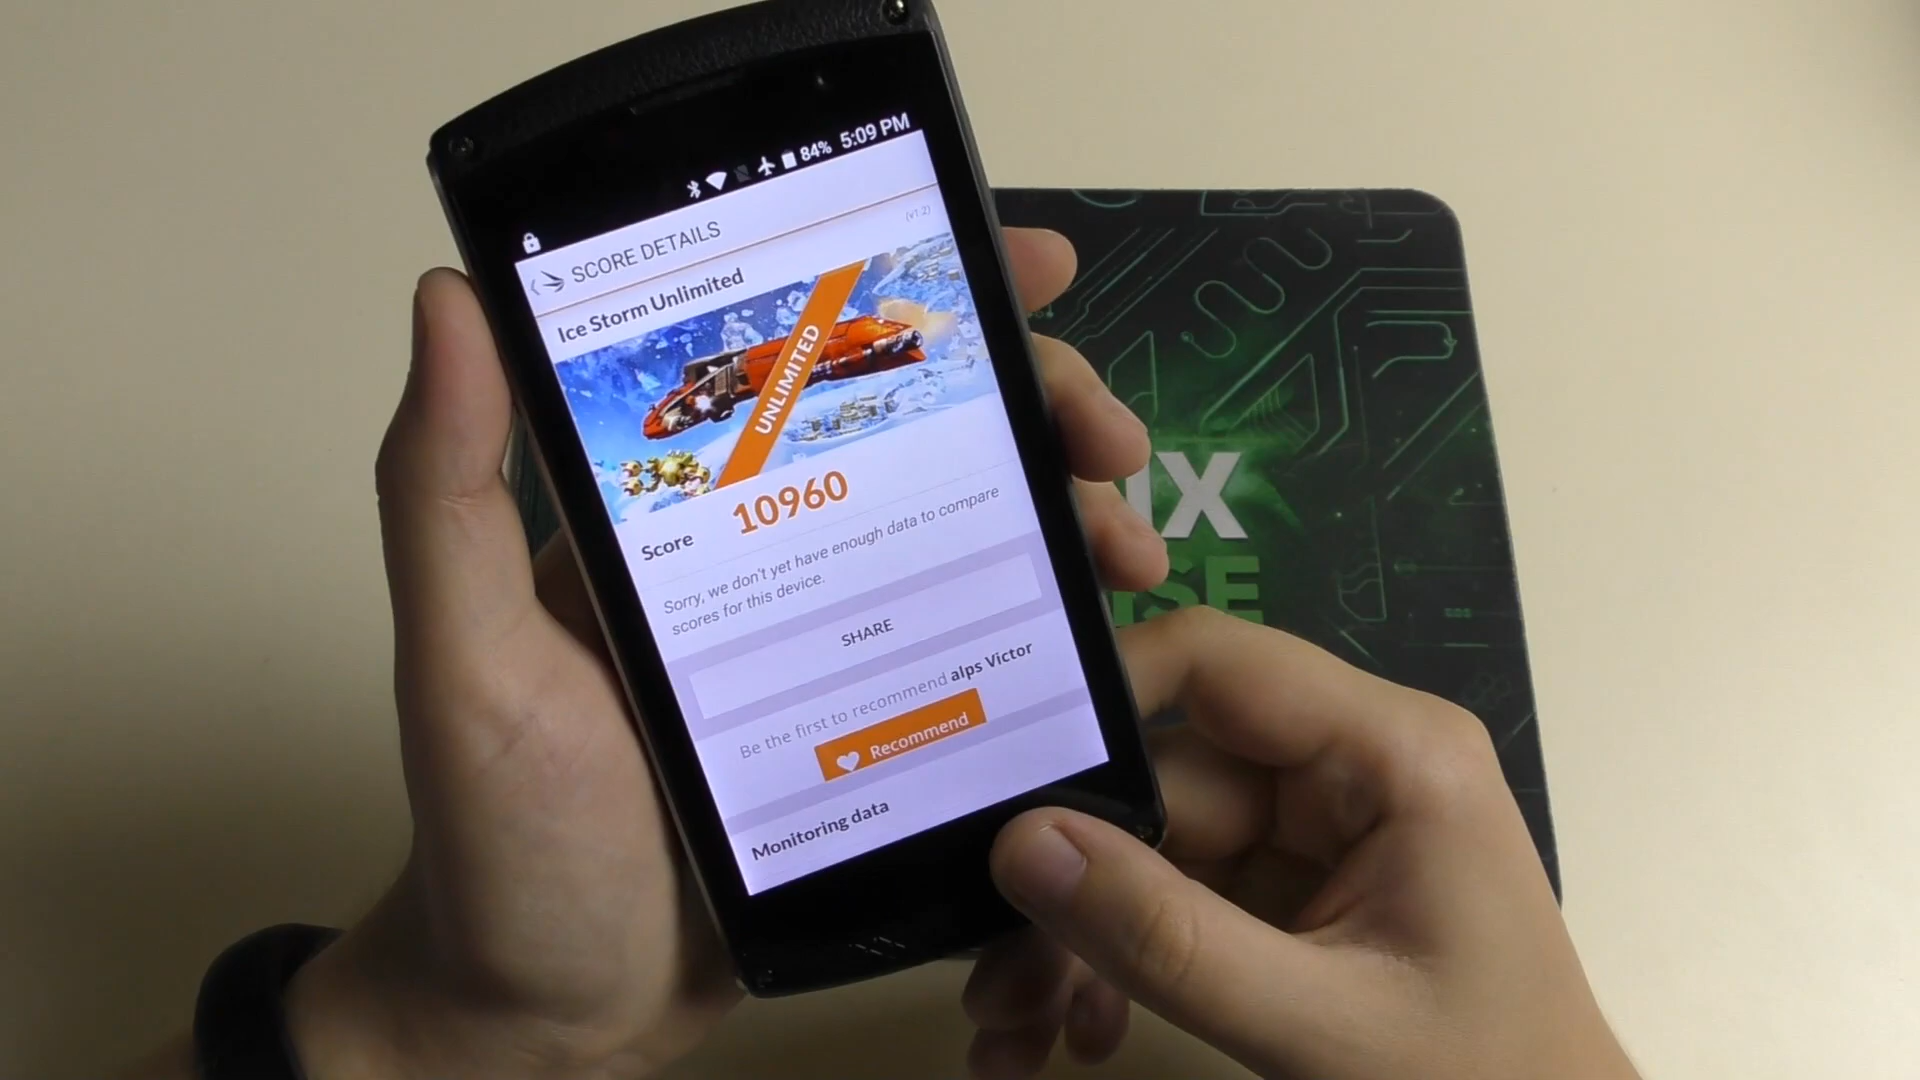 84% 5:09 PM
SCORE DETAILS
Ice Storm Unlimited
(v1.2)
UNLIMITED
Score 10960
Sorry, we don't yet have enough data to compare
scores for this device.
SHARE
Be the first to recommend alps Victor
Recommend
Monitoring data
IX
SE